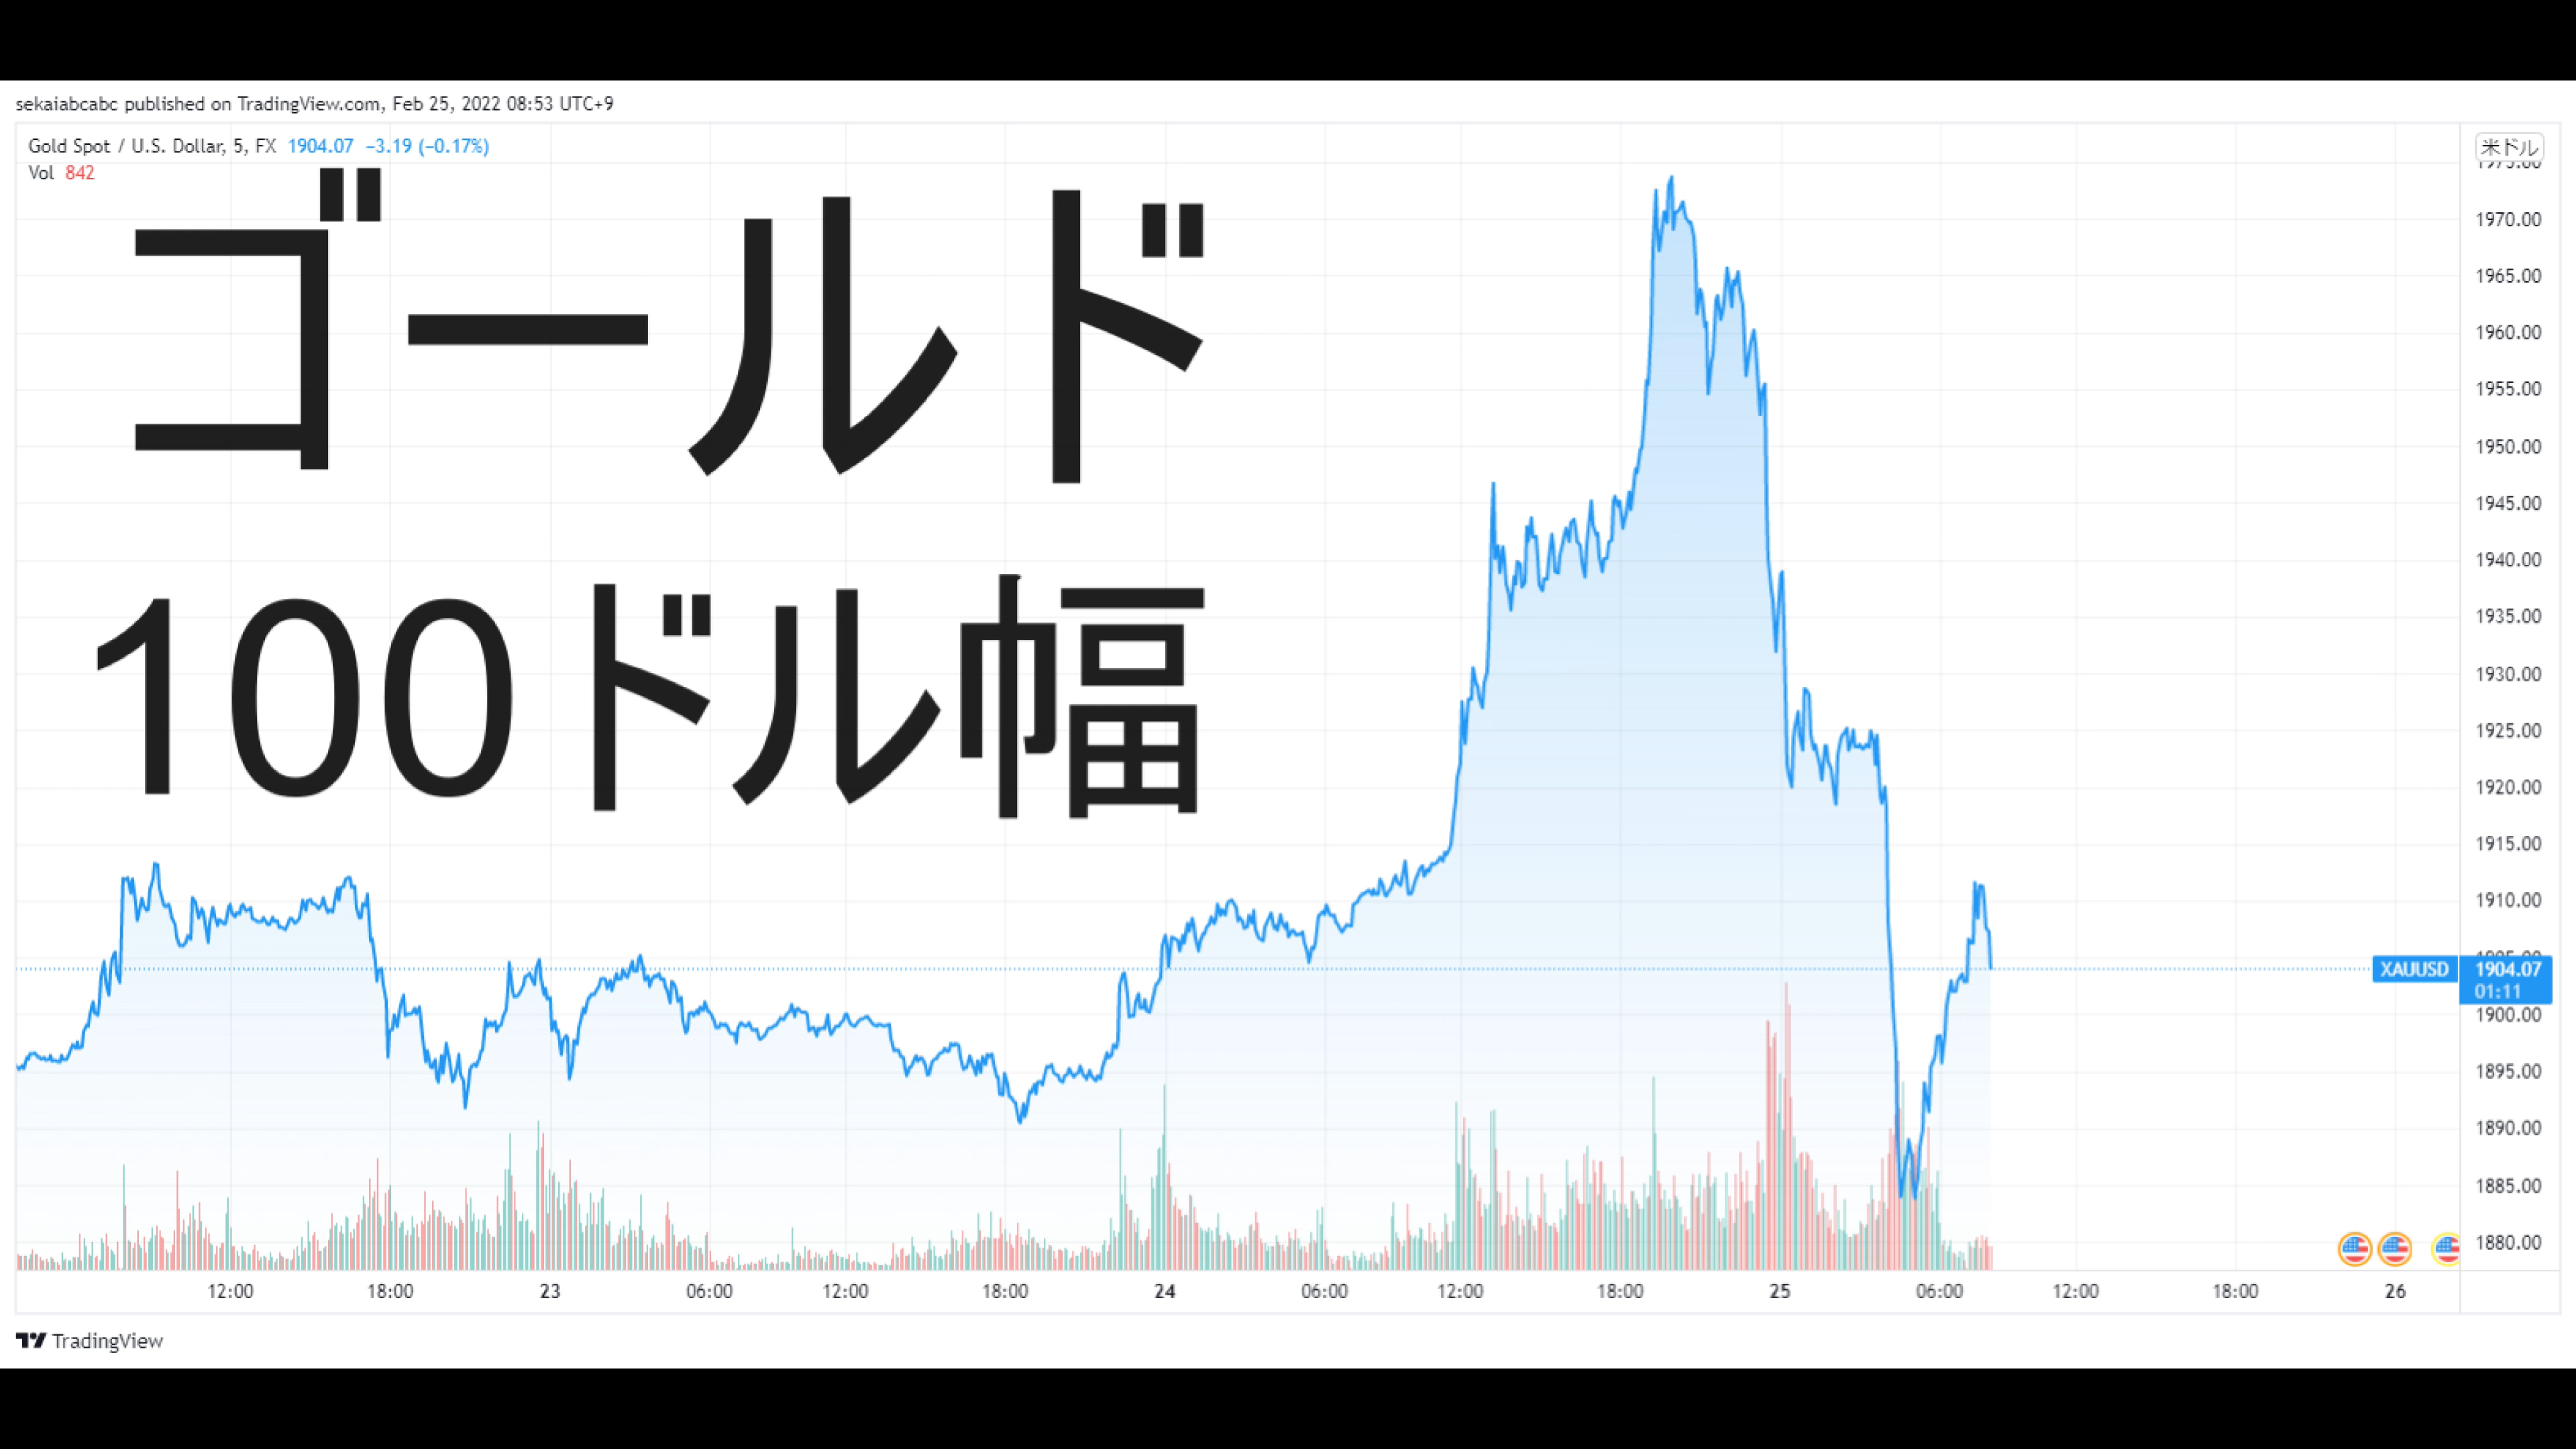 sekaiabcabc published on TradingView.com, Feb 25, 2022 08:53 UTC+9
Gold Spot / U.S. Dollar, 5, FX 1904.07 −3.19 (−0.17%)
Vol 842
ゴールド
100ドル幅
米ドル
1970.00
1965.00
1960.00
1955.00
1950.00
1945.00
1940.00
1935.00
1930.00
1925.00
1920.00
1915.00
1910.00
XAUUSD 1904.07
01:11
1900.00
1895.00
1890.00
1885.00
1880.00
12:00 18:00 23 06:00 12:00 18:00 24 06:00 12:00 18:00 25 06:00 12:00 18:00 26
TradingView